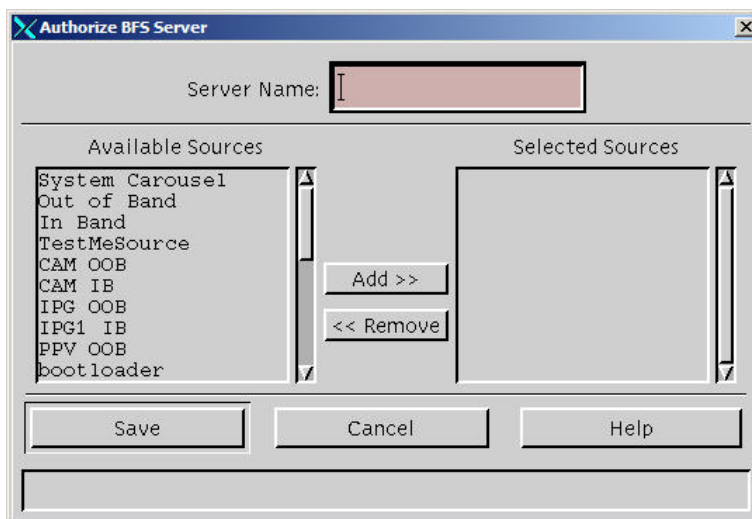 Authorize BFS Server
Server Name:
Available Sources
Selected Sources
System Carousel
Out of Band
In Band
TestMeSource
CAM OOB
CAM IB
IPG OOB
IPG1 IB
PPV OOB
bootloader
Add >>
<< Remove
Save
Cancel
Help